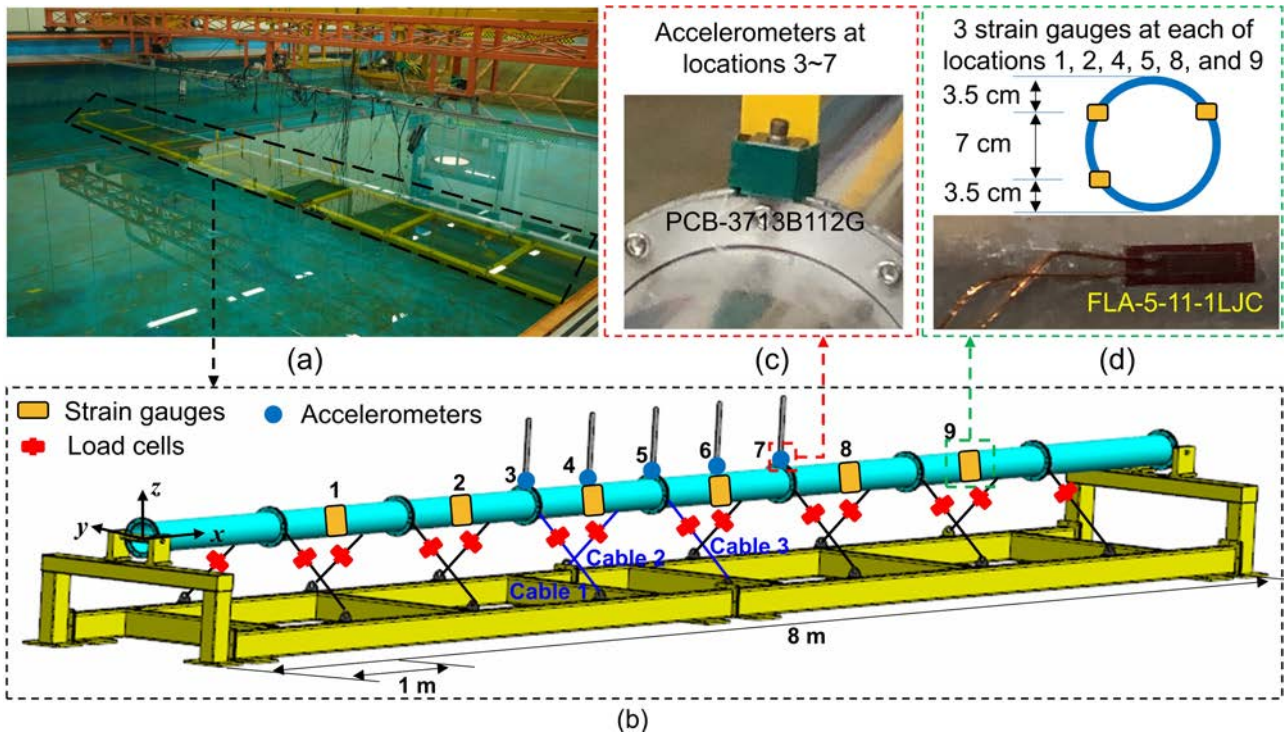 Accelerometers at
locations 3~7
PCB-3713B112G
3 strain gauges at each of
locations 1, 2, 4, 5, 8, and 9
3.5 cm
7 cm
3.5 cm
FLA-5-11-1LJC
(a)
(c)
(d)
Strain gauges
Accelerometers
Load cells
1
2
3
4
5
6
7
8
9
z
y
x
Cable 1
Cable 2
Cable 3
8 m
1 m
(b)